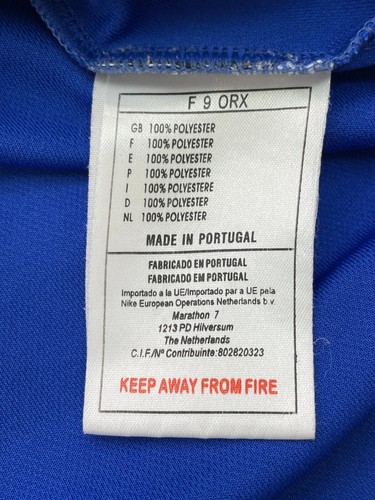 F 9 ORX
GB 100% POLYESTER
F 100% POLYESTER
E 100% POLYESTER
P 100% POLYESTER
I 100% POLYESTERE
D 100% POLYESTER
NL 100% POLYESTER
MADE IN PORTUGAL
FABRICADO EN PORTUGAL
FABRICADO EM PORTUGAL
Importado a la UE/Importado par a UE pela
Nike European Operations Netherlands b.v.
Marathon 7
1213 PD Hilversum
The Netherlands
C.I.F./Nº Contribuinte:802820323
KEEP AWAY FROM FIRE